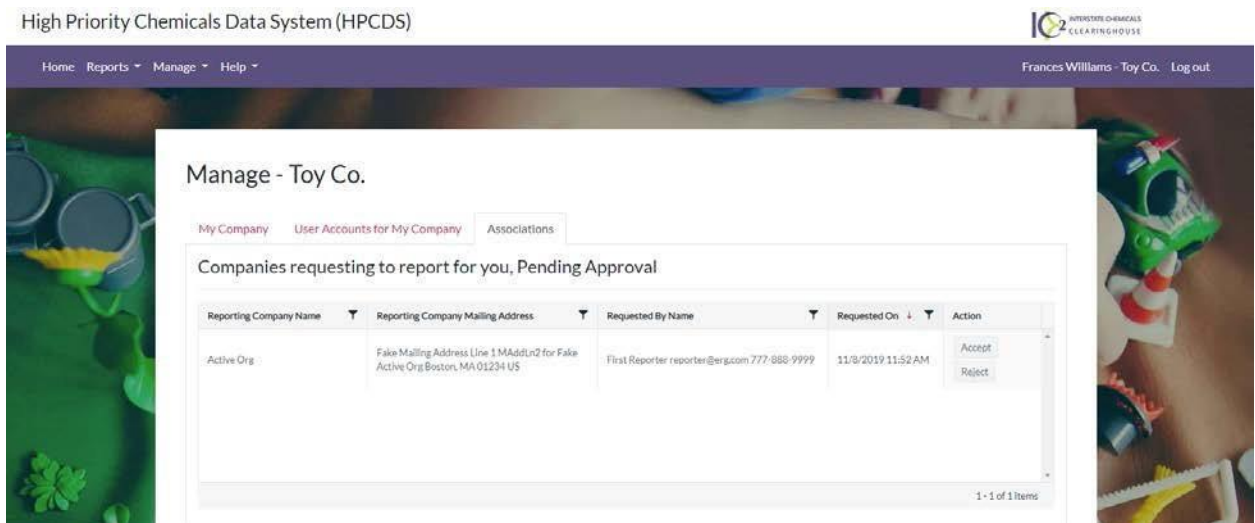 High Priority Chemicals Data System (HPCDS)
IC2 INTERSTATE CHEMICALS
CLEARINGHOUSE
Home Reports Manage Help Frances Williams - Toy Co. Log out
Manage - Toy Co.
My Company User Accounts for My Company Associations
Companies requesting to report for you, Pending Approval
Reporting Company Name Reporting Company Mailing Address Requested By Name Requested On ↓ Action
Active Org
Fake Mailing Address Line 1 MAddLn2 for Fake
Active Org Boston, MA 01234 US
First Reporter reporter@erg.com 777-888-9999
11/8/2019 11:52 AM
Accept
Reject
1 - 1 of 1 items